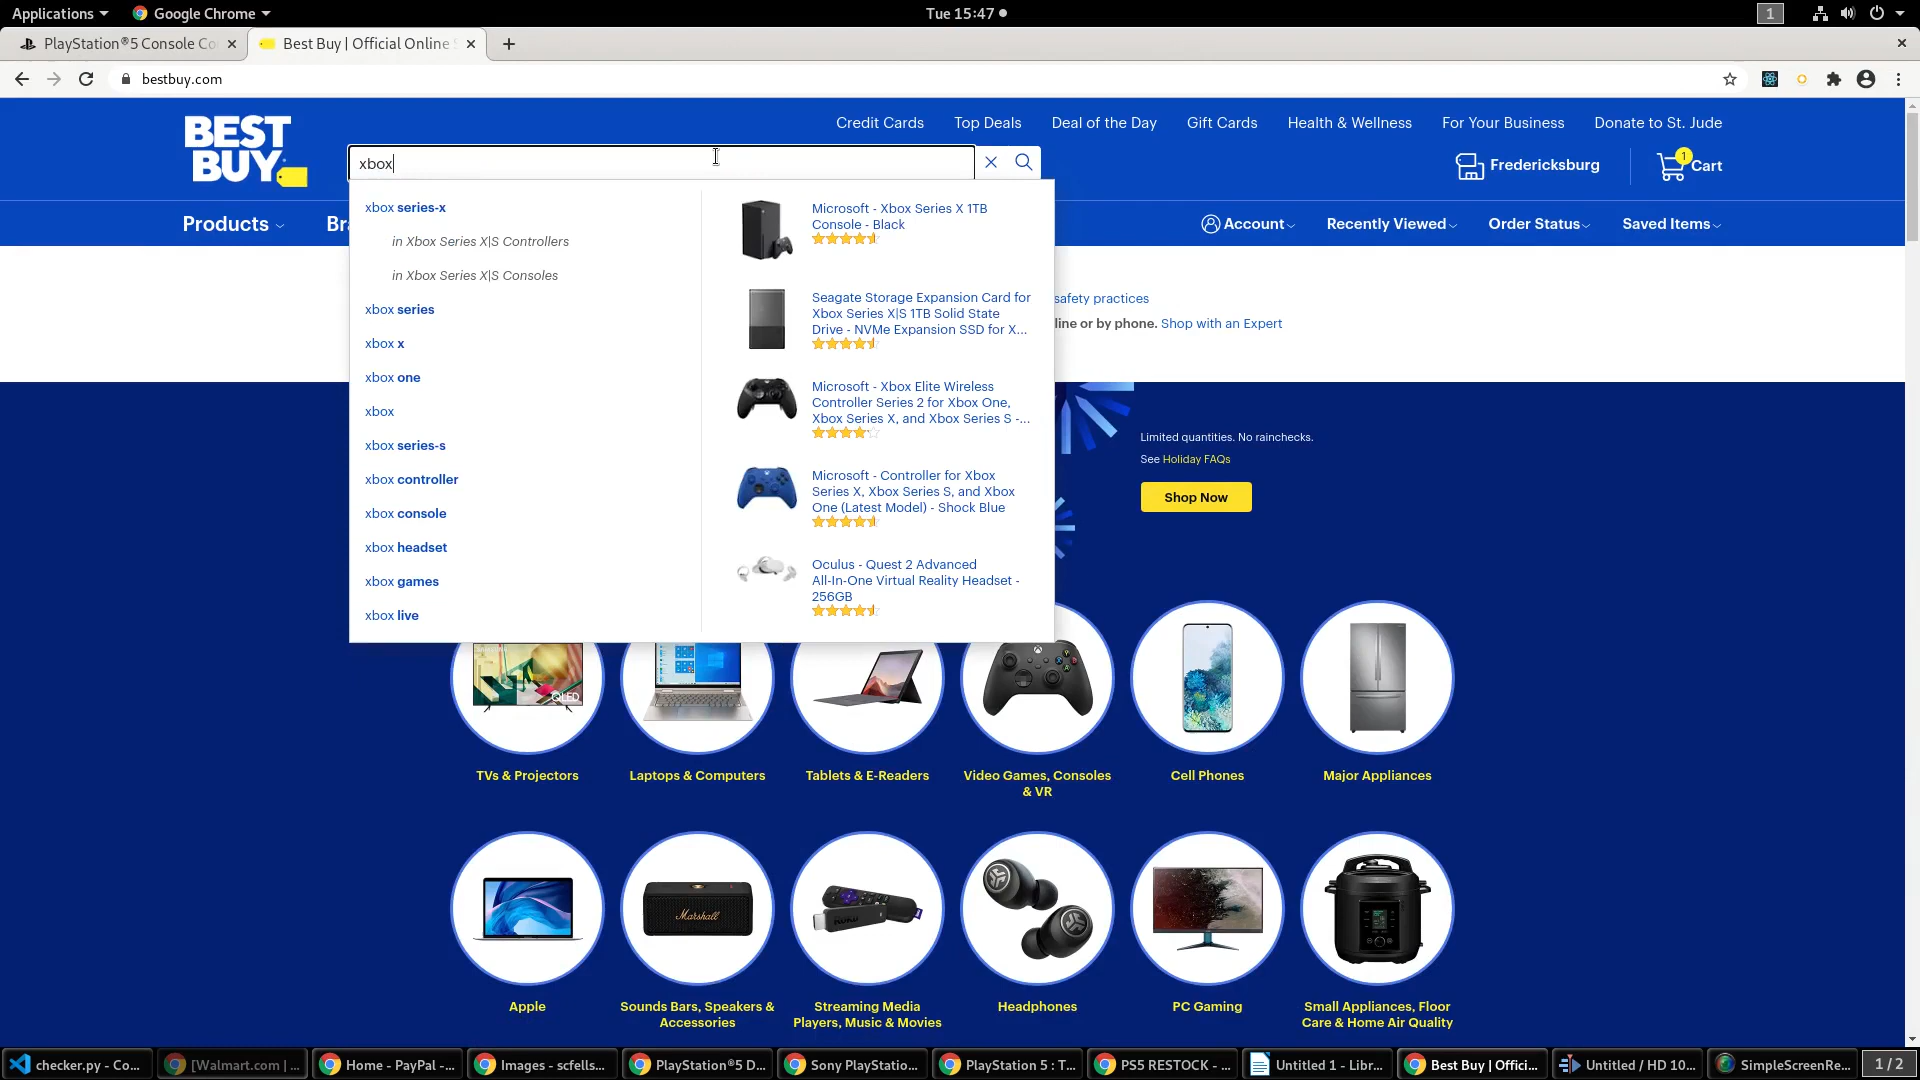 Applications
Google Chrome
Tue 15:47
1
PlayStation®5 Console Co
Best Buy | Official Online S
bestbuy.com
BEST
BUY
Credit Cards
Top Deals
Deal of the Day
Gift Cards
Health & Wellness
For Your Business
Donate to St. Jude
xbox
Fredericksburg
1
Cart
Products
Br
Account
Recently Viewed
Order Status
Saved Items
xbox series-x
in Xbox Series X|S Controllers
in Xbox Series X|S Consoles
xbox series
xbox x
xbox one
xbox
xbox series-s
xbox controller
xbox console
xbox headset
xbox games
xbox live
Microsoft - Xbox Series X 1TB
Console - Black
Seagate Storage Expansion Card for
Xbox Series X|S 1TB Solid State
Drive - NVMe Expansion SSD for X...
Microsoft - Xbox Elite Wireless
Controller Series 2 for Xbox One,
Xbox Series X, and Xbox Series S -...
Microsoft - Controller for Xbox
Series X, Xbox Series S, and Xbox
One (Latest Model) - Shock Blue
Oculus - Quest 2 Advanced
All-In-One Virtual Reality Headset -
256GB
safety practices
line or by phone. Shop with an Expert
Limited quantities. No rainchecks.
See Holiday FAQs
Shop Now
QLED
TVs & Projectors
Laptops & Computers
Tablets & E-Readers
Video Games, Consoles
& VR
Cell Phones
Major Appliances
Marshall
Roku
Apple
Sounds Bars, Speakers &
Accessories
Streaming Media
Players, Music & Movies
Headphones
PC Gaming
Small Appliances, Floor
Care & Home Air Quality
checker.py - Co...
[Walmart.com | ...
Home - PayPal -...
Images - scfells...
PlayStation®5 D...
Sony PlayStatio...
PlayStation 5 : T...
PS5 RESTOCK - ...
Untitled 1 - Libr...
Best Buy | Offici...
Untitled / HD 10...
SimpleScreenRe...
1 / 2